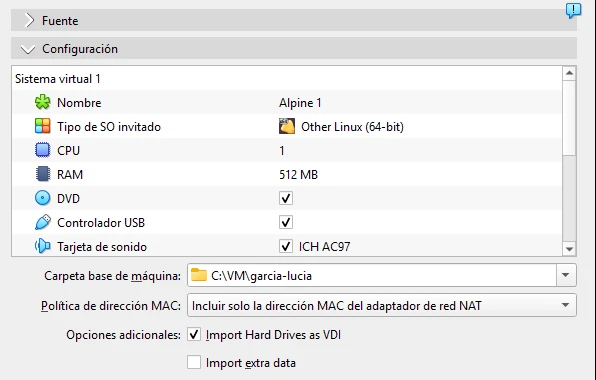 Fuente
Configuración
Sistema virtual 1
Nombre Alpine 1
Tipo de SO invitado Other Linux (64-bit)
CPU 1
RAM 512 MB
DVD
Controlador USB
Tarjeta de sonido ICH AC97
Carpeta base de máquina: C:\VM\garcia-lucia
Política de dirección MAC: Incluir solo la dirección MAC del adaptador de red NAT
Opciones adicionales: Import Hard Drives as VDI
Import extra data